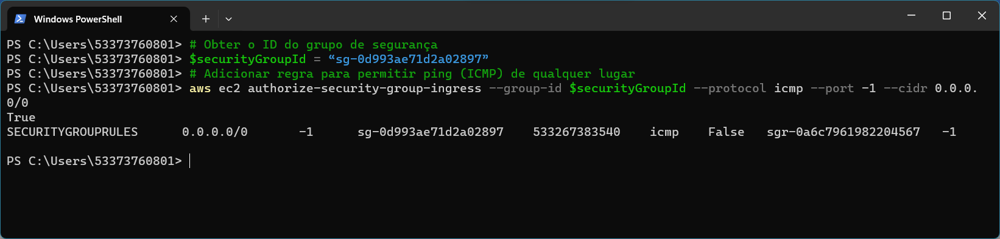 Windows PowerShell
PS C:\Users\53373760801> # Obter o ID do grupo de segurança
PS C:\Users\53373760801> $securityGroupId = “sg-0d993ae71d2a02897”
PS C:\Users\53373760801> # Adicionar regra para permitir ping (ICMP) de qualquer lugar
PS C:\Users\53373760801> aws ec2 authorize-security-group-ingress --group-id $securityGroupId --protocol icmp --port -1 --cidr 0.0.0.
0/0
True
SECURITYGROUPRULES 0.0.0.0/0 -1 sg-0d993ae71d2a02897 533267383540 icmp False sgr-0a6c7961982204567 -1
PS C:\Users\53373760801>